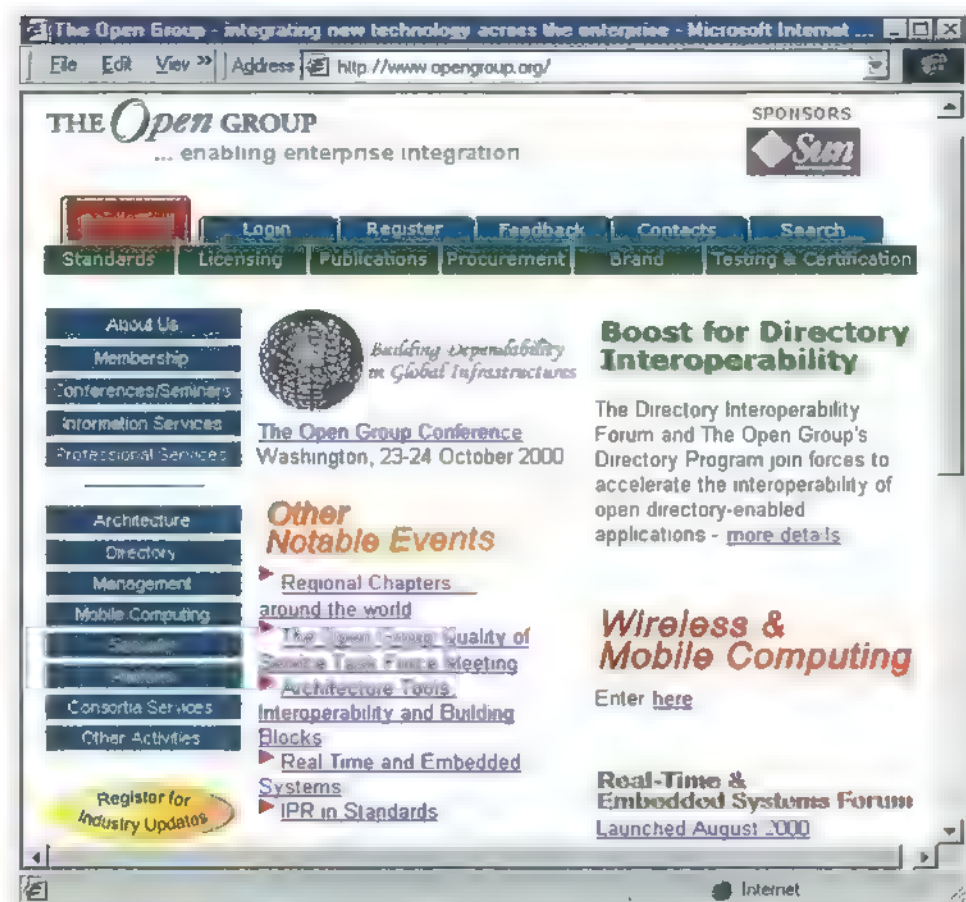 The Open Group - integrating new technology across the enterprise - Microsoft Internet ...
File Edit View >> Address http://www.opengroup.org/
THE Open GROUP
... enabling enterprise integration
SPONSORS
Sun
Login Register Feedback Contacts Search
Standards Licensing Publications Procurement Brand Testing & Certification
About Us
Membership
Conferences/Seminars
Information Services
Professional Services
Architecture
Directory
Management
Mobile Computing
Security
Consortia Services
Other Activities
Register for
Industry Updates
Building Dependability
in Global Infrastructures
The Open Group Conference
Washington, 23-24 October 2000
Other
Notable Events
Regional Chapters
around the world
The Open Group Quality of
Service Task Force Meeting
Architecture Tools
Interoperability and Building
Blocks
Real Time and Embedded
Systems
IPR in Standards
Boost for Directory
Interoperability
The Directory Interoperability
Forum and The Open Group's
Directory Program join forces to
accelerate the interoperability of
open directory-enabled
applications - more details
Wireless &
Mobile Computing
Enter here
Real-Time &
Embedded Systems Forum
Launched August 2000
Internet